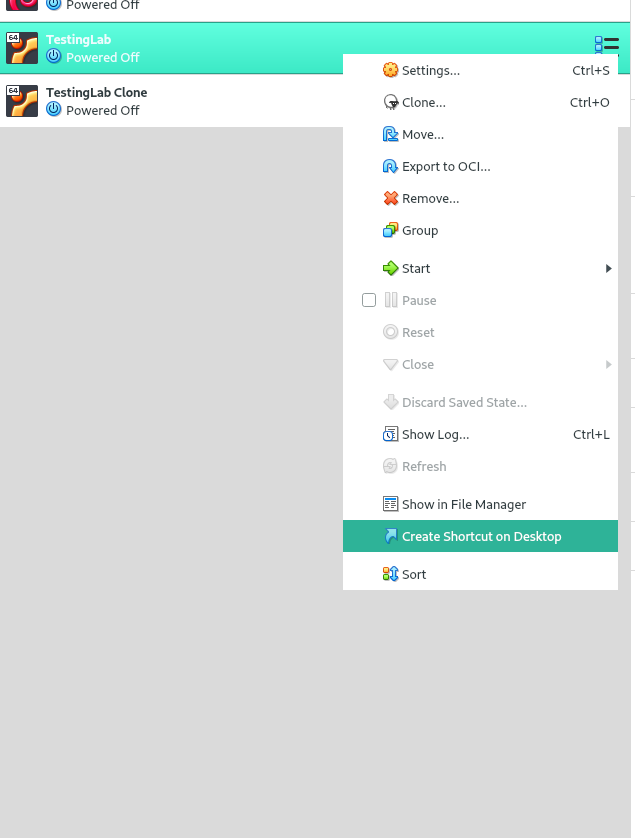 Powered Off
64
TestingLab
Powered Off
64
TestingLab Clone
Powered Off
Settings... Ctrl+S
Clone... Ctrl+O
Move...
Export to OCI...
Remove...
Group
Start
Pause
Reset
Close
Discard Saved State...
Show Log... Ctrl+L
Refresh
Show in File Manager
Create Shortcut on Desktop
Sort